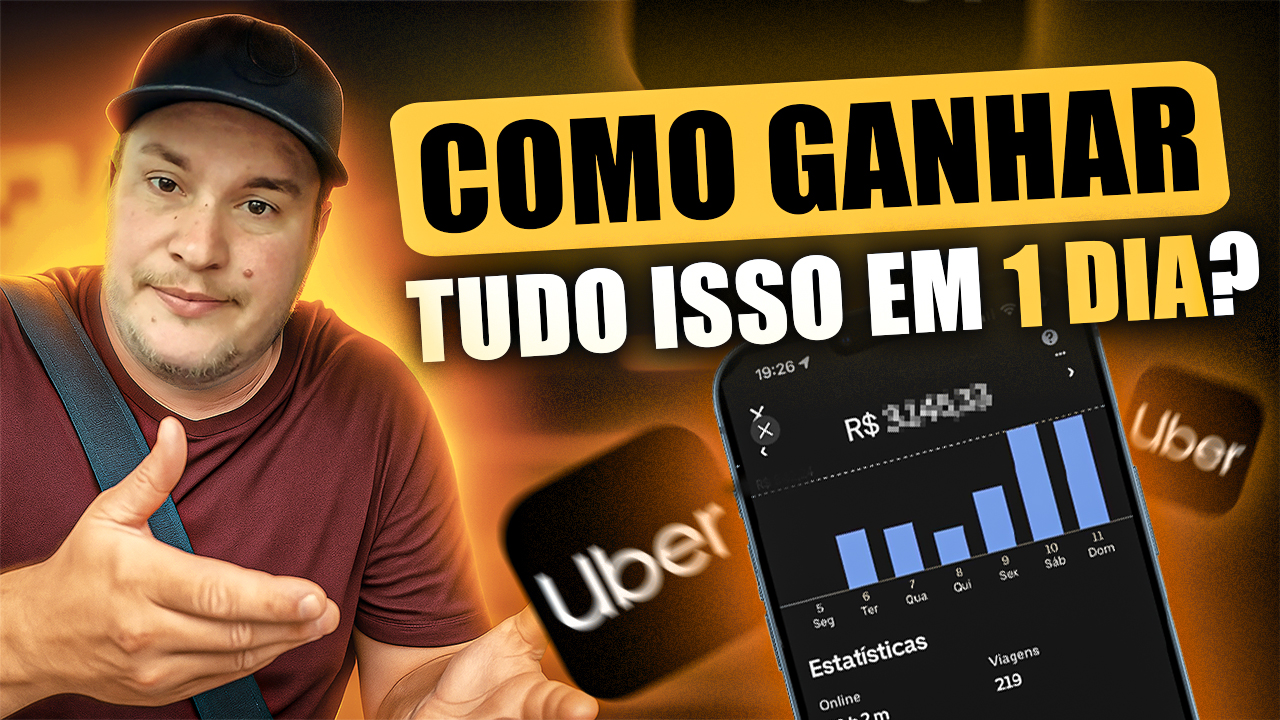 COMO GANHAR
TUDO ISSO EM 1 DIA?
19:26
R$
Uber
Uber
5
Seg
6
Ter
7
Qua
8
Qui
9
Sex
10
Sáb
11
Dom
Estatísticas
Online
Viagens
219